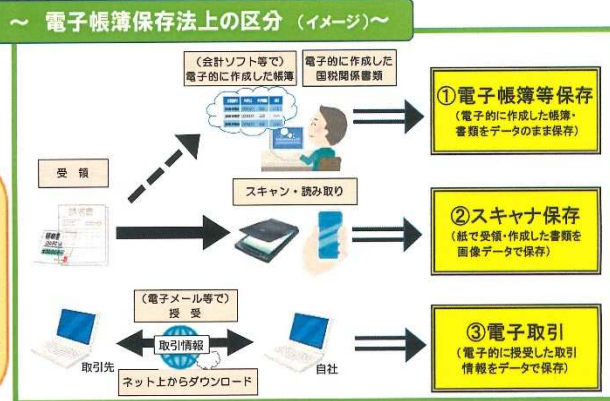 ～ 電子帳簿保存法上の区分 （イメージ）～
（会計ソフト等で）
電子的に作成した帳簿
電子的に作成した
国税関係書類
①電子帳簿等保存
（電子的に作成した帳簿・
書類をデータのまま保存）
受 領
請求書
領収書
スキャン・読み取り
②スキャナ保存
（紙で受領・作成した書類を
画像データで保存）
（電子メール等で）
授 受
取引情報
取引先
自社
ネット上からダウンロード
③電子取引
（電子的に授受した取引
情報をデータで保存）